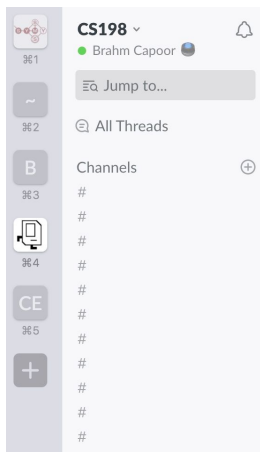 ⌘1
~
⌘2
B
⌘3
⌘4
CE
⌘5
+
CS198
Brahm Capoor
Jump to...
All Threads
Channels
#
#
#
#
#
#
#
#
#
#
#